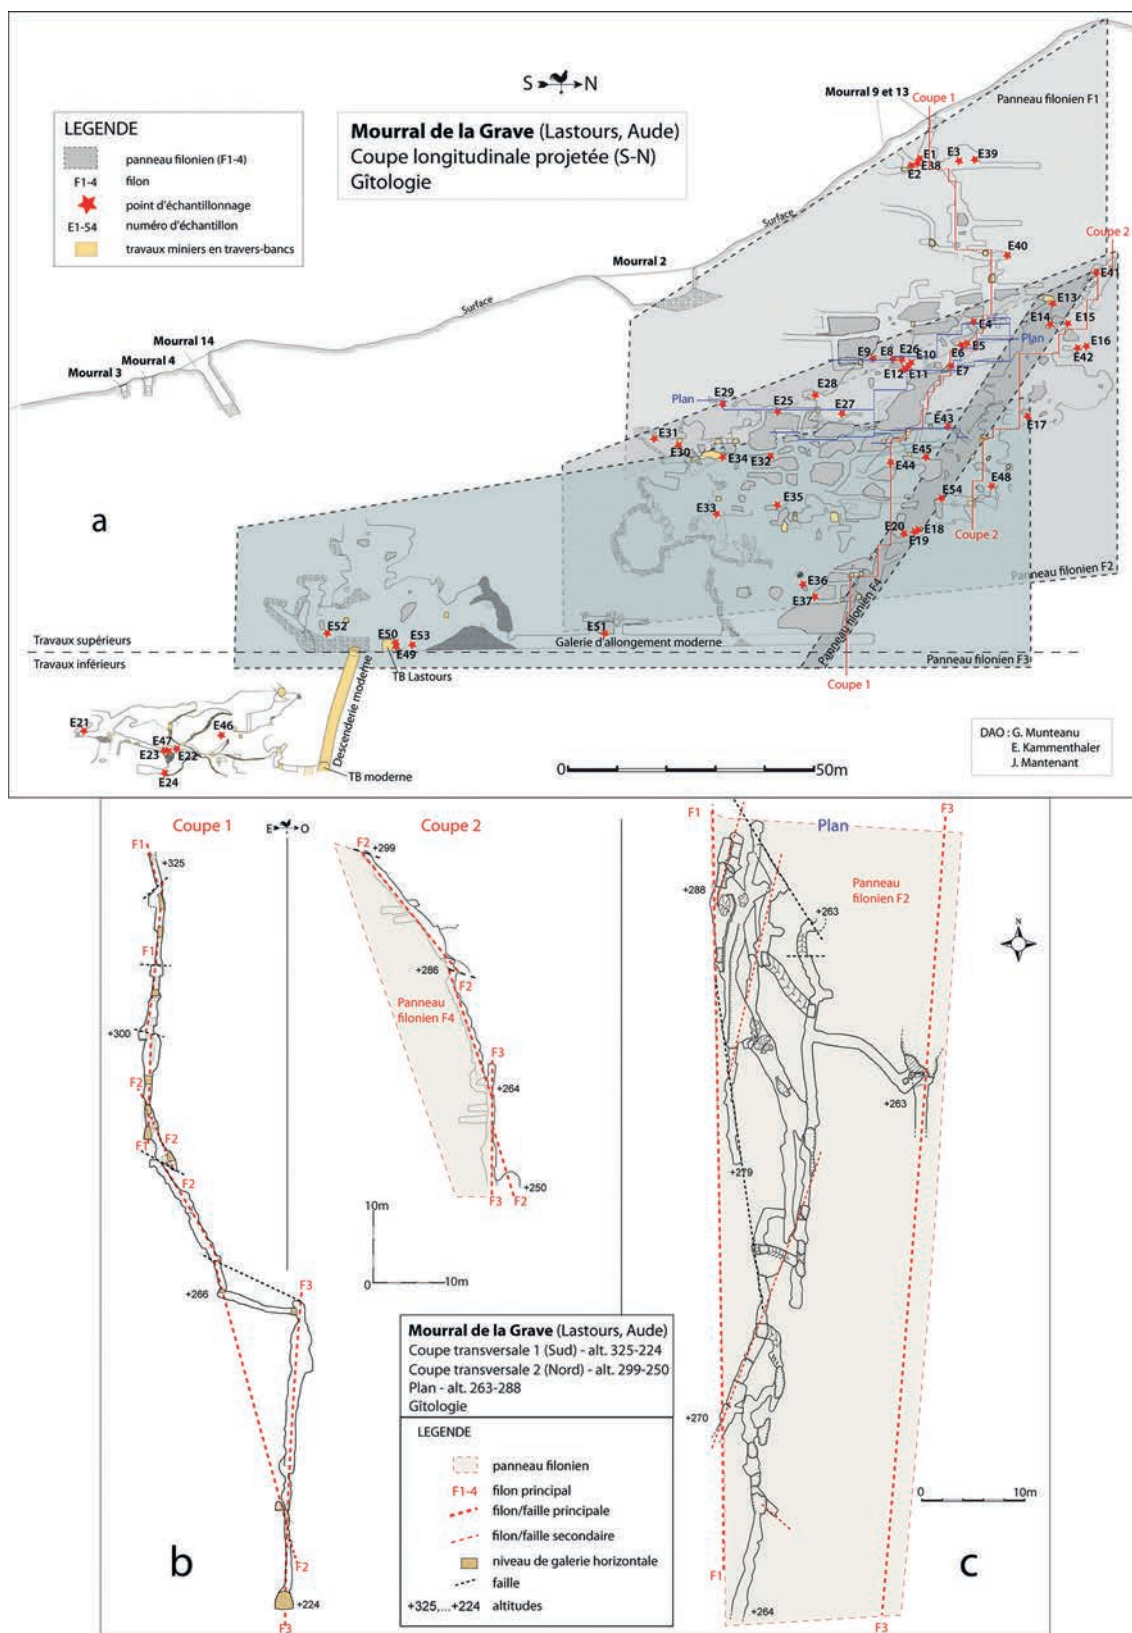 S N
LEGENDE
panneau filonien (F1-4)
F1-4 filon
point d'échantillonnage
E1-54 numéro d'échantillon
travaux miniers en travers-bancs
Mourral de la Grave (Lastours, Aude)
Coupe longitudinale projetée (S-N)
Gîtologie
Mourral 9 et 13
Coupe 1
Panneau filonien F1
E1
E38
E2
E3
E39
Surface
Mourral 2
E40
Coupe 2
E41
E13
E14
E15
E16
E42
E4
Plan
E5
E6
E7
E9
E8
E26
E10
E12
E11
Surface
Mourral 14
Mourral 4
Mourral 3
Plan
E29
E25
E28
E27
E17
E43
E31
E30
E34
E32
E45
E44
E48
E54
E35
E33
E20
E18
E19
Coupe 2
a
E36
E37
Panneau filonien F4
Panneau filonien F2
E52
E50
E53
E49
E51
Galerie d'allongement moderne
Travaux supérieurs
Travaux inférieurs
Panneau filonien F3
TB Lastours
Coupe 1
Descenderie moderne
TB moderne
E21
E47
E46
E23
E22
E24
0 50m
DAO : G. Munteanu
E. Kammenthaler
J. Mantenant
Coupe 1
E O
F1
+325
F1
+300
F2
F1
F2
F2
+266
F3
F2
+224
F3
b
Coupe 2
F2
+299
+286
F2
Panneau
filonien F4
F3
+264
+250
F3 F2
10m
0 10m
Mourral de la Grave (Lastours, Aude)
Coupe transversale 1 (Sud) - alt. 325-224
Coupe transversale 2 (Nord) - alt. 299-250
Plan - alt. 263-288
Gîtologie
LEGENDE
panneau filonien
F1-4 filon principal
filon/faille principale
filon/faille secondaire
niveau de galerie horizontale
faille
+325,...+224 altitudes
Plan
F1
F3
+288
Panneau
filonien F2
+263
N
+263
+279
+270
0 10m
F1
+264
F3
c